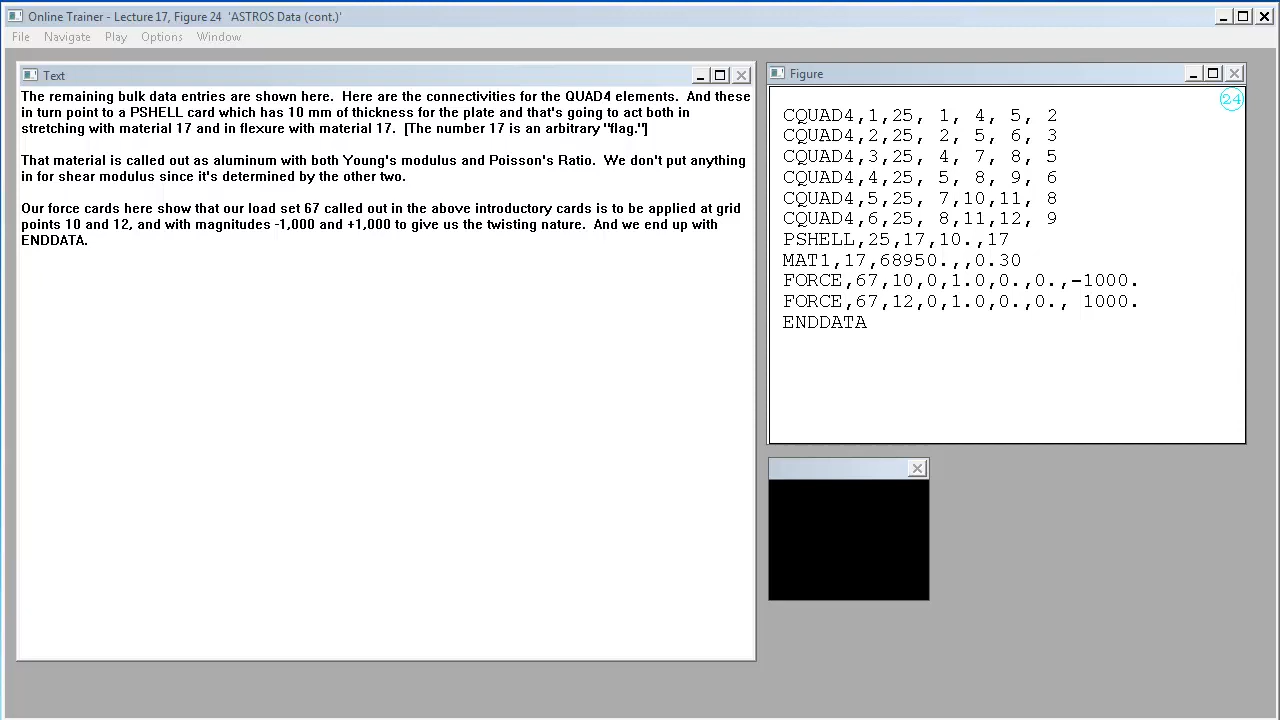 Online Trainer - Lecture 17, Figure 24 'ASTROS Data (cont.)'
File Navigate Play Options Window
Text
The remaining bulk data entries are shown here. Here are the connectivities for the QUAD4 elements. And these
in turn point to a PSHELL card which has 10 mm of thickness for the plate and that's going to act both in
stretching with material 17 and in flexure with material 17. [The number 17 is an arbitrary "flag."]
That material is called out as aluminum with both Young's modulus and Poisson's Ratio. We don't put anything
in for shear modulus since it's determined by the other two.
Our force cards here show that our load set 67 called out in the above introductory cards is to be applied at grid
points 10 and 12, and with magnitudes -1,000 and +1,000 to give us the twisting nature. And we end up with
ENDDATA.
Figure
24
CQUAD4,1,25, 1, 4, 5, 2
CQUAD4,2,25, 2, 5, 6, 3
CQUAD4,3,25, 4, 7, 8, 5
CQUAD4,4,25, 5, 8, 9, 6
CQUAD4,5,25, 7,10,11, 8
CQUAD4,6,25, 8,11,12, 9
PSHELL,25,17,10.,17
MAT1,17,68950.,,0.30
FORCE,67,10,0,1.0,0.,0.,-1000.
FORCE,67,12,0,1.0,0.,0., 1000.
ENDDATA